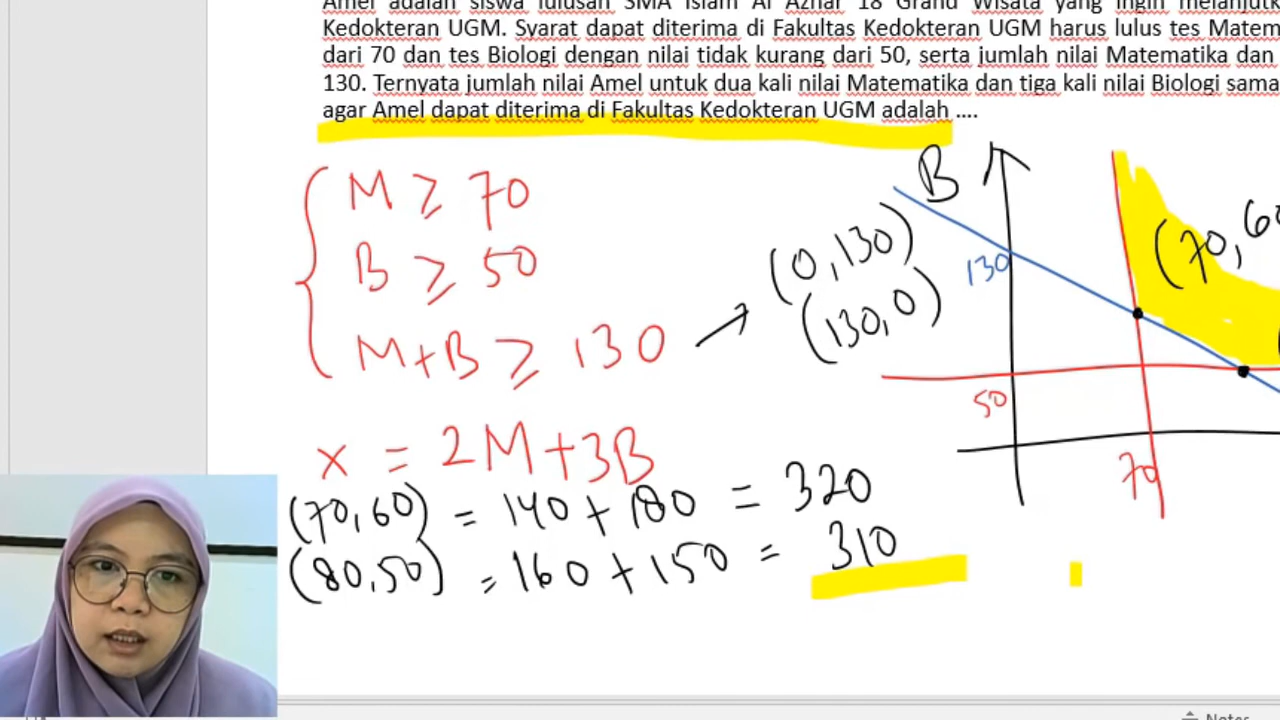 Amel adalah siswa lulusan SMA Islam Al Azhar 18 Grand Wisata yang ingin melanjutk
Kedokteran UGM. Syarat dapat diterima di Fakultas Kedokteran UGM harus lulus tes Matem
dari 70 dan tes Biologi dengan nilai tidak kurang dari 50, serta jumlah nilai Matematika dan
130. Ternyata jumlah nilai Amel untuk dua kali nilai Matematika dan tiga kali nilai Biologi sama
agar Amel dapat diterima di Fakultas Kedokteran UGM adalah ....
M ≥ 70
B ≥ 50
M+B ≥ 130
(0,130)
(130,0)
x = 2M+3B
(70,60) = 140 + 180 = 320
(80,50) = 160 + 150 = 310
B
130
(70,60
50
70